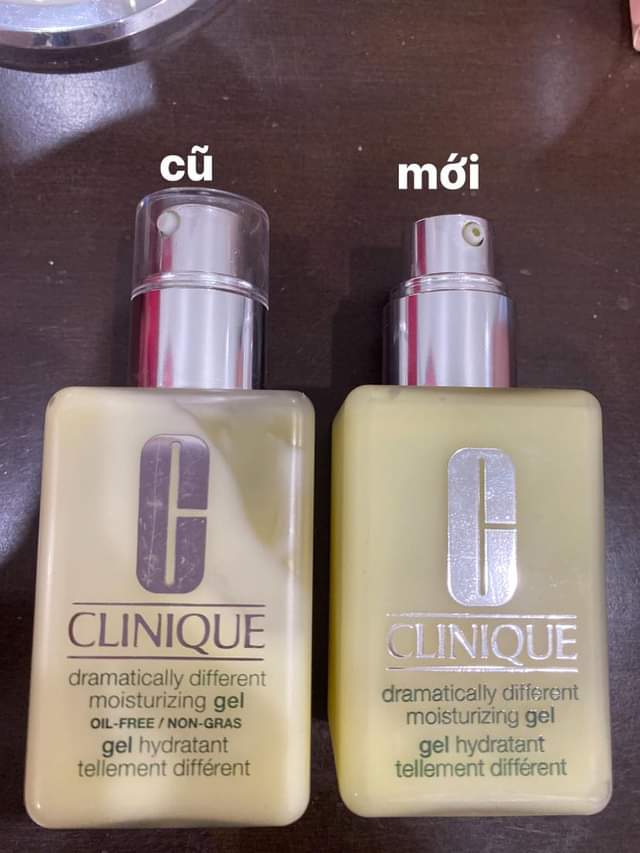 cũ
mới
C
CLINIQUE
dramatically different
moisturizing gel
OIL-FREE / NON-GRAS
gel hydratant
tellement différent
C
CLINIQUE
dramatically different
moisturizing gel
gel hydratant
tellement différent